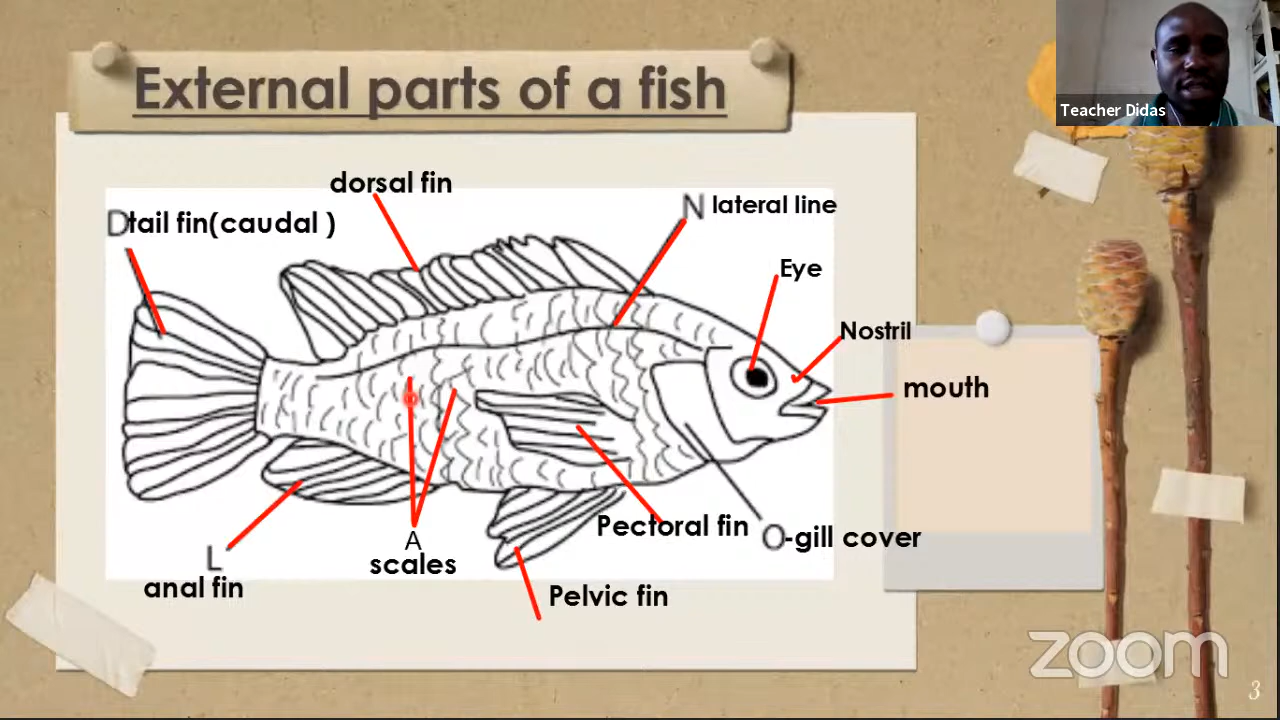 External parts of a fish
Teacher Didas
dorsal fin
D tail fin(caudal )
N lateral line
Eye
Nostril
mouth
Pectoral fin
O-gill cover
A
scales
L
anal fin
Pelvic fin
zoom
3